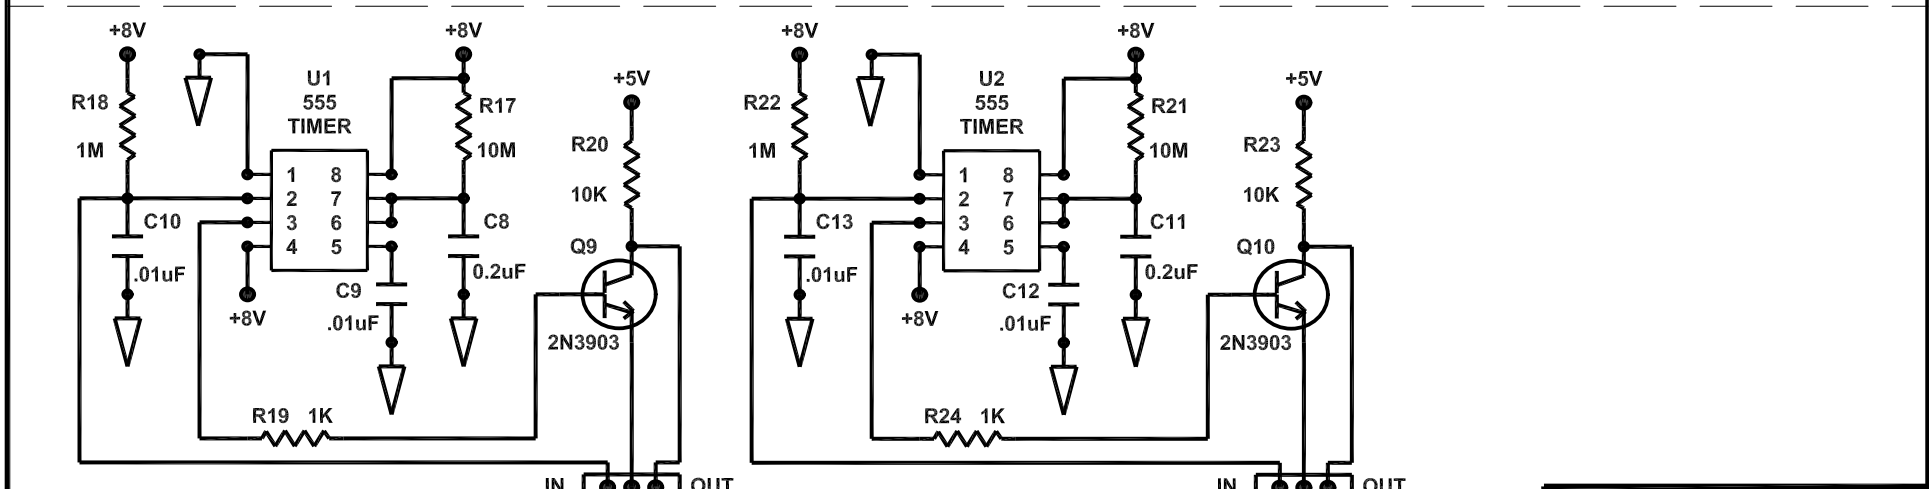 +8V
+8V
U1
555
TIMER
+5V
R18
1M
R17
10M
R20
10K
1 8
2 7
3 6
4 5
C10
.01uF
C8
0.2uF
+8V
C9
.01uF
Q9
2N3903
R19 1K
IN
OUT
+8V
+8V
U2
555
TIMER
+5V
R22
1M
R21
10M
R23
10K
1 8
2 7
3 6
4 5
C13
.01uF
C11
0.2uF
+8V
C12
.01uF
Q10
2N3903
R24 1K
IN
OUT